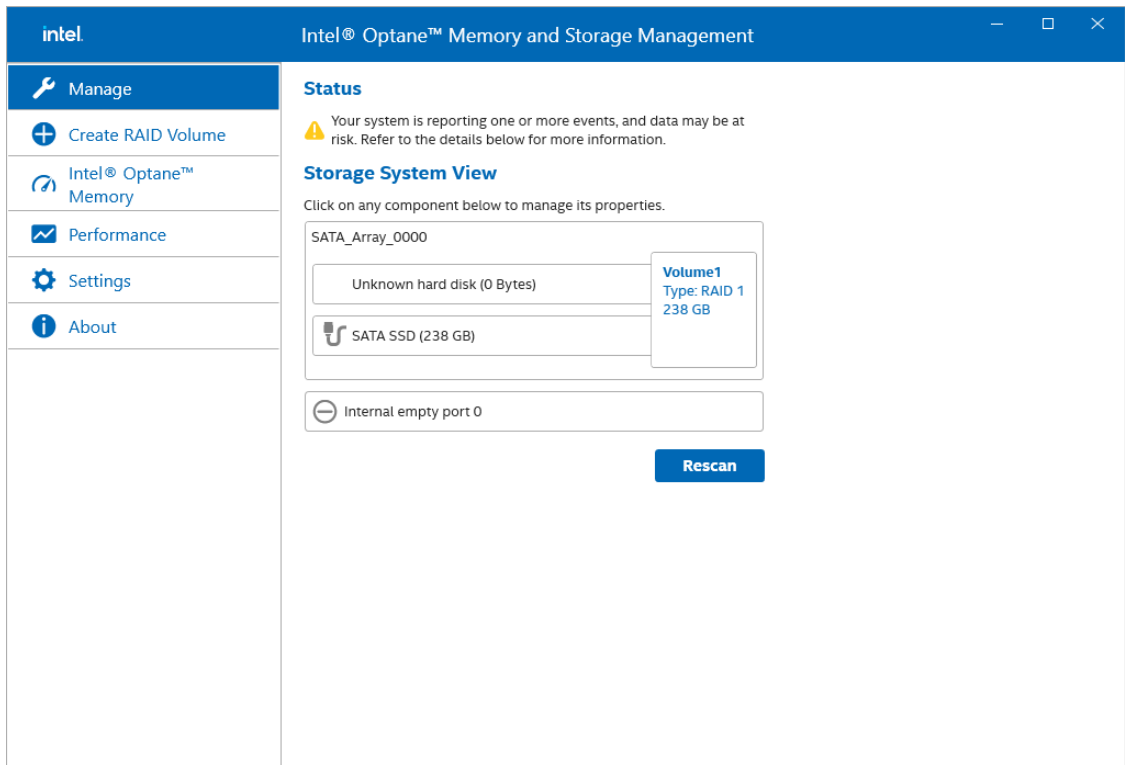 intel.
Intel® Optane™ Memory and Storage Management
Manage
Create RAID Volume
Intel® Optane™
Memory
Performance
Settings
About
Status
Your system is reporting one or more events, and data may be at
risk. Refer to the details below for more information.
Storage System View
Click on any component below to manage its properties.
SATA_Array_0000
Unknown hard disk (0 Bytes)
SATA SSD (238 GB)
Volume1
Type: RAID 1
238 GB
Internal empty port 0
Rescan